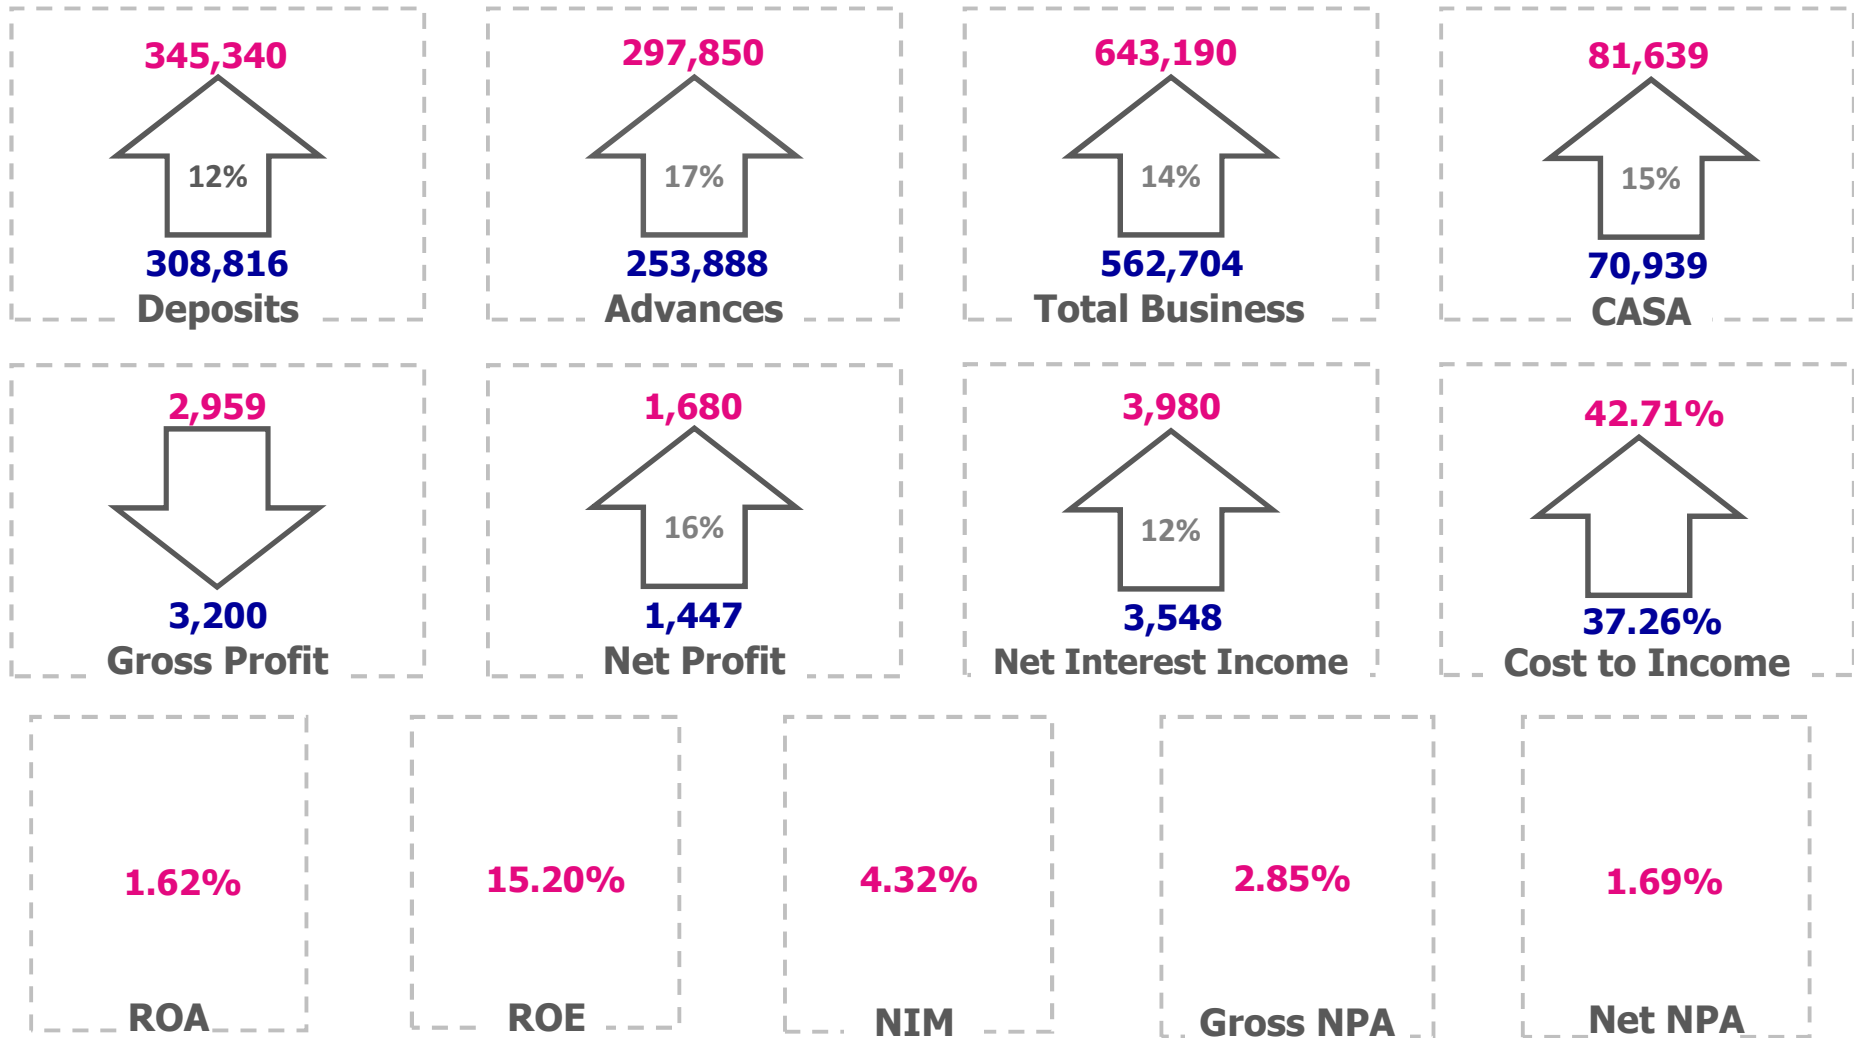 345,340
12%
308,816
Deposits
297,850
17%
253,888
Advances
643,190
14%
562,704
Total Business
81,639
15%
70,939
CASA
2,959
3,200
Gross Profit
1,680
16%
1,447
Net Profit
3,980
12%
3,548
Net Interest Income
42.71%
37.26%
Cost to Income
1.62%
ROA
15.20%
ROE
4.32%
NIM
2.85%
Gross NPA
1.69%
Net NPA